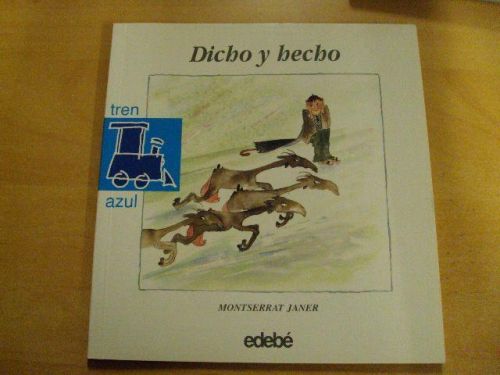 Dicho y hecho
tren
azul
MONTSERRAT JANER
edebé